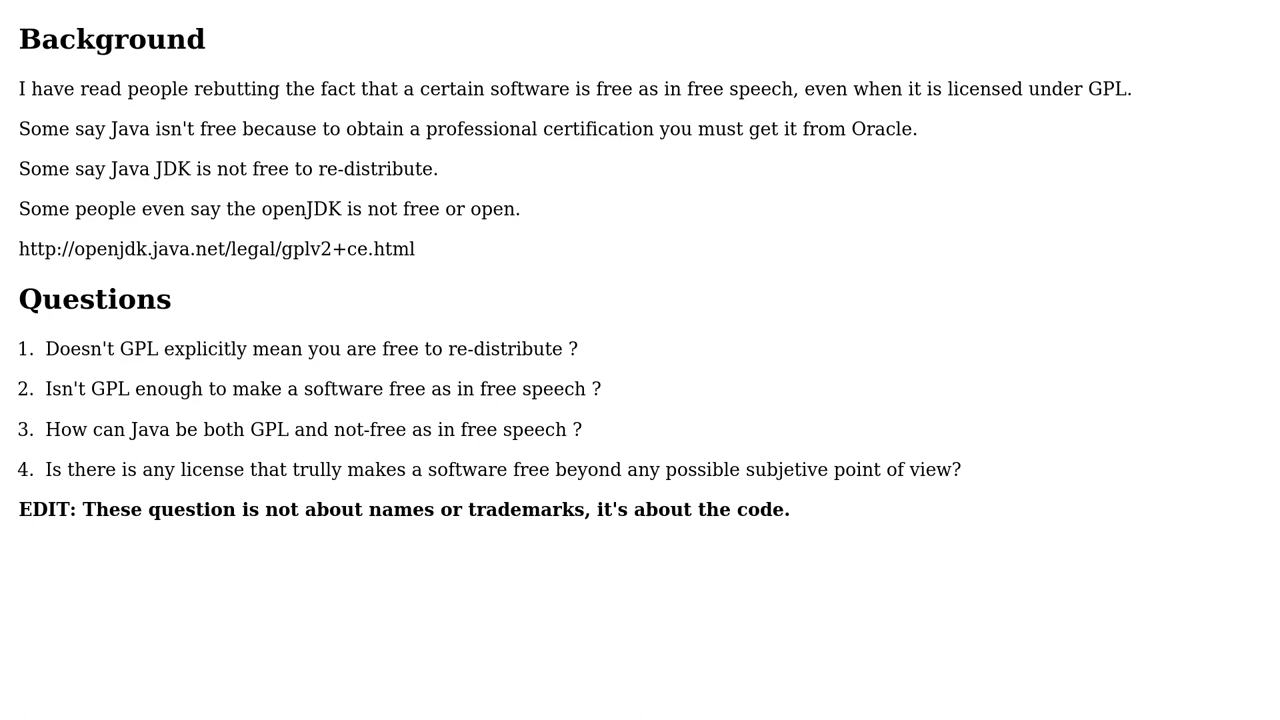 Background
I have read people rebutting the fact that a certain software is free as in free speech, even when it is licensed under GPL.
Some say Java isn't free because to obtain a professional certification you must get it from Oracle.
Some say Java JDK is not free to re-distribute.
Some people even say the openJDK is not free or open.
http://openjdk.java.net/legal/gplv2+ce.html
Questions
1. Doesn't GPL explicitly mean you are free to re-distribute ?
2. Isn't GPL enough to make a software free as in free speech ?
3. How can Java be both GPL and not-free as in free speech ?
4. Is there is any license that trully makes a software free beyond any possible subjetive point of view?
EDIT: These question is not about names or trademarks, it's about the code.